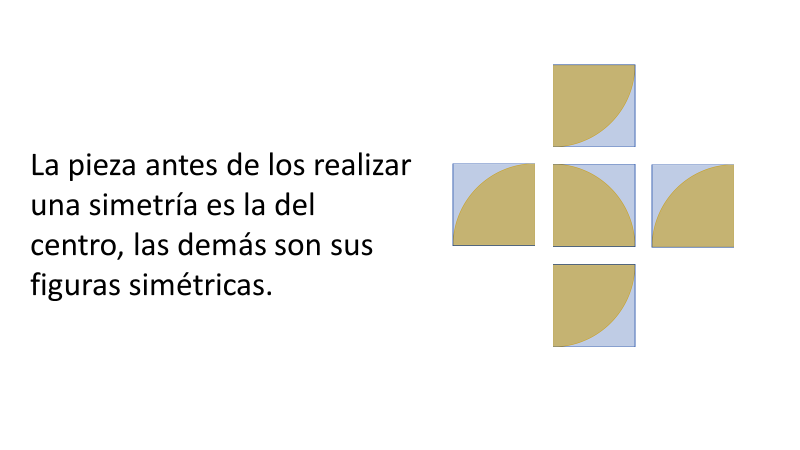 La pieza antes de los realizar
una simetría es la del
centro, las demás son sus
figuras simétricas.